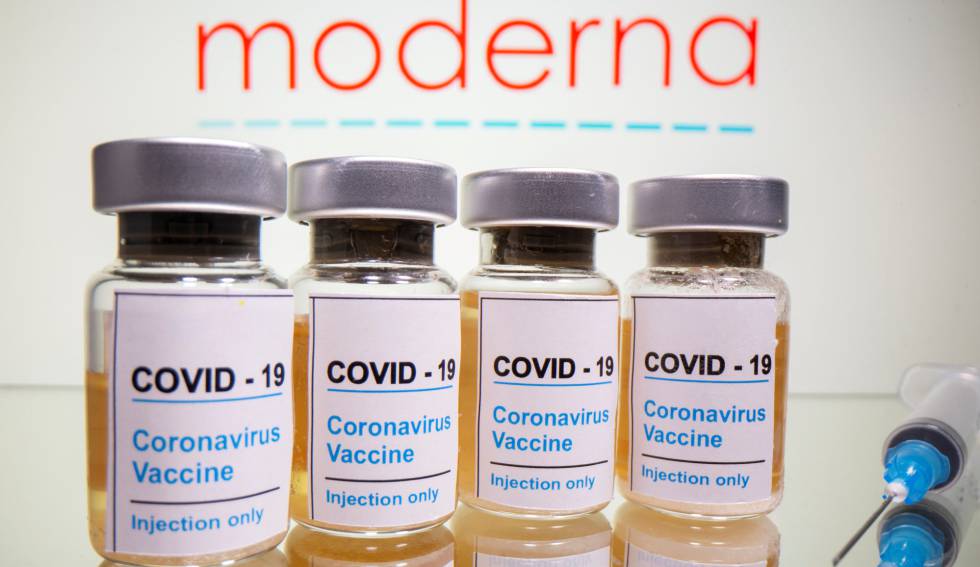 moderna
COVID - 19
Coronavirus
Vaccine
Injection only
COVID - 19
Coronavirus
Vaccine
Injection only
COVID - 19
Coronavirus
Vaccine
Injection only
COVID - 19
Coronavirus
Vaccine
Injection only